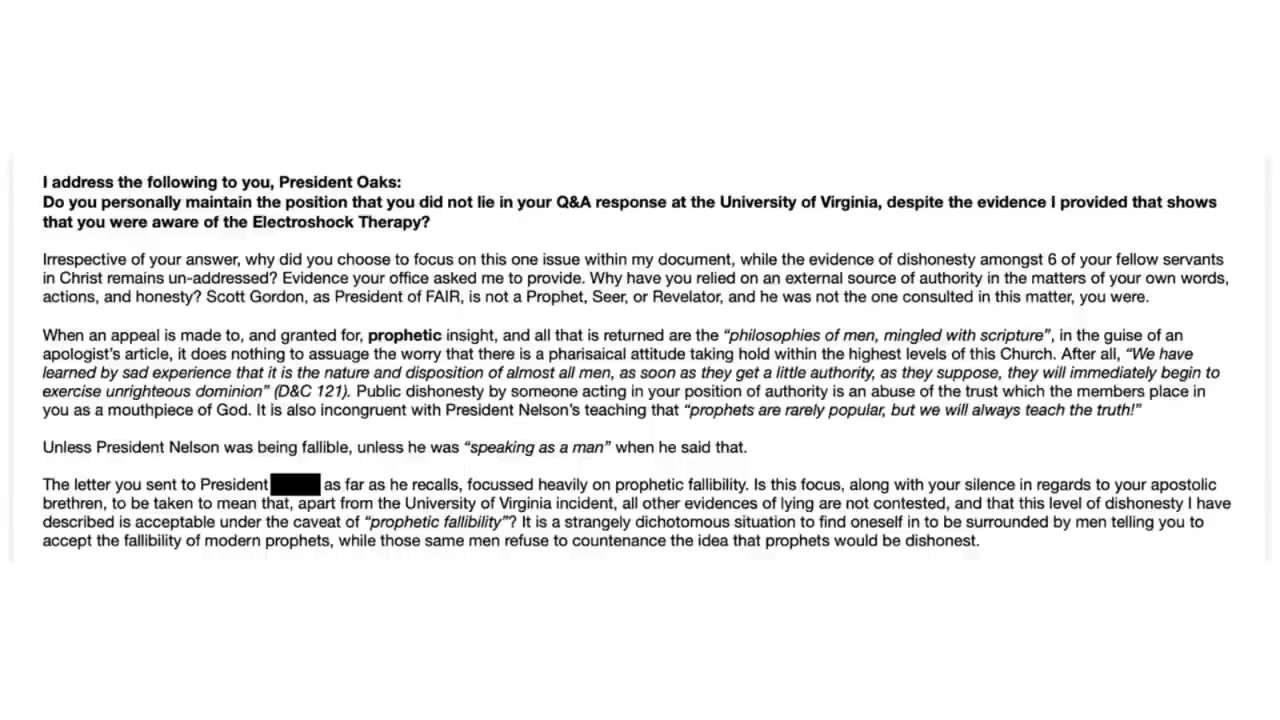 I address the following to you, President Oaks:
Do you personally maintain the position that you did not lie in your Q&A response at the University of Virginia, despite the evidence I provided that shows
that you were aware of the Electroshock Therapy?
Irrespective of your answer, why did you choose to focus on this one issue within my document, while the evidence of dishonesty amongst 6 of your fellow servants
in Christ remains un-addressed? Evidence your office asked me to provide. Why have you relied on an external source of authority in the matters of your own words,
actions, and honesty? Scott Gordon, as President of FAIR, is not a Prophet, Seer, or Revelator, and he was not the one consulted in this matter, you were.
When an appeal is made to, and granted for, prophetic insight, and all that is returned are the “philosophies of men, mingled with scripture”, in the guise of an
apologist’s article, it does nothing to assuage the worry that there is a pharisaical attitude taking hold within the highest levels of this Church. After all, “We have
learned by sad experience that it is the nature and disposition of almost all men, as soon as they get a little authority, as they suppose, they will immediately begin to
exercise unrighteous dominion” (D&C 121). Public dishonesty by someone acting in your position of authority is an abuse of the trust which the members place in
you as a mouthpiece of God. It is also incongruent with President Nelson’s teaching that “prophets are rarely popular, but we will always teach the truth!”
Unless President Nelson was being fallible, unless he was “speaking as a man” when he said that.
The letter you sent to President as far as he recalls, focussed heavily on prophetic fallibility. Is this focus, along with your silence in regards to your apostolic
brethren, to be taken to mean that, apart from the University of Virginia incident, all other evidences of lying are not contested, and that this level of dishonesty I have
described is acceptable under the caveat of “prophetic fallibility”? It is a strangely dichotomous situation to find oneself in to be surrounded by men telling you to
accept the fallibility of modern prophets, while those same men refuse to countenance the idea that prophets would be dishonest.